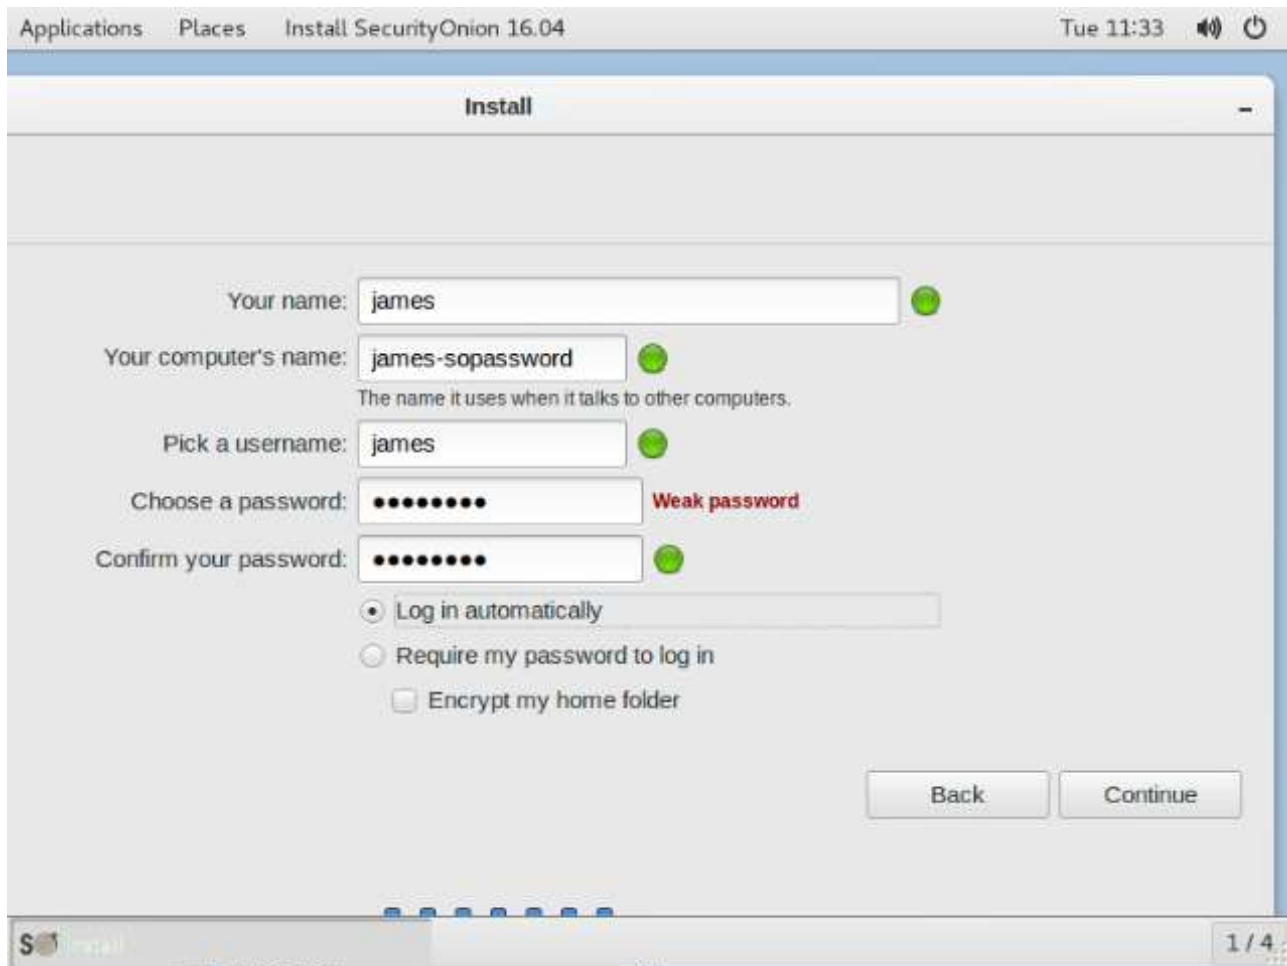 Applications Places Install SecurityOnion 16.04 Tue 11:33
Install
Your name: james
Your computer's name: james-sopassword
The name it uses when it talks to other computers.
Pick a username: james
Choose a password: ●●●●●●●● Weak password
Confirm your password: ●●●●●●●●
Log in automatically
Require my password to log in
Encrypt my home folder
Back Continue
Install 1 / 4